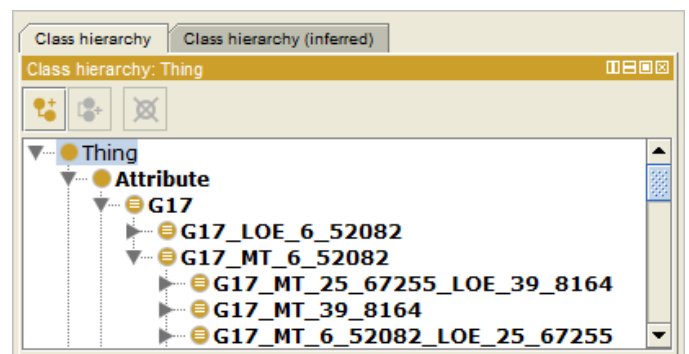 Class hierarchy Class hierarchy (inferred)
Class hierarchy: Thing
Thing
Attribute
G17
G17_LOE_6_52082
G17_MT_6_52082
G17_MT_25_67255_LOE_39_8164
G17_MT_39_8164
G17_MT_6_52082_LOE_25_67255